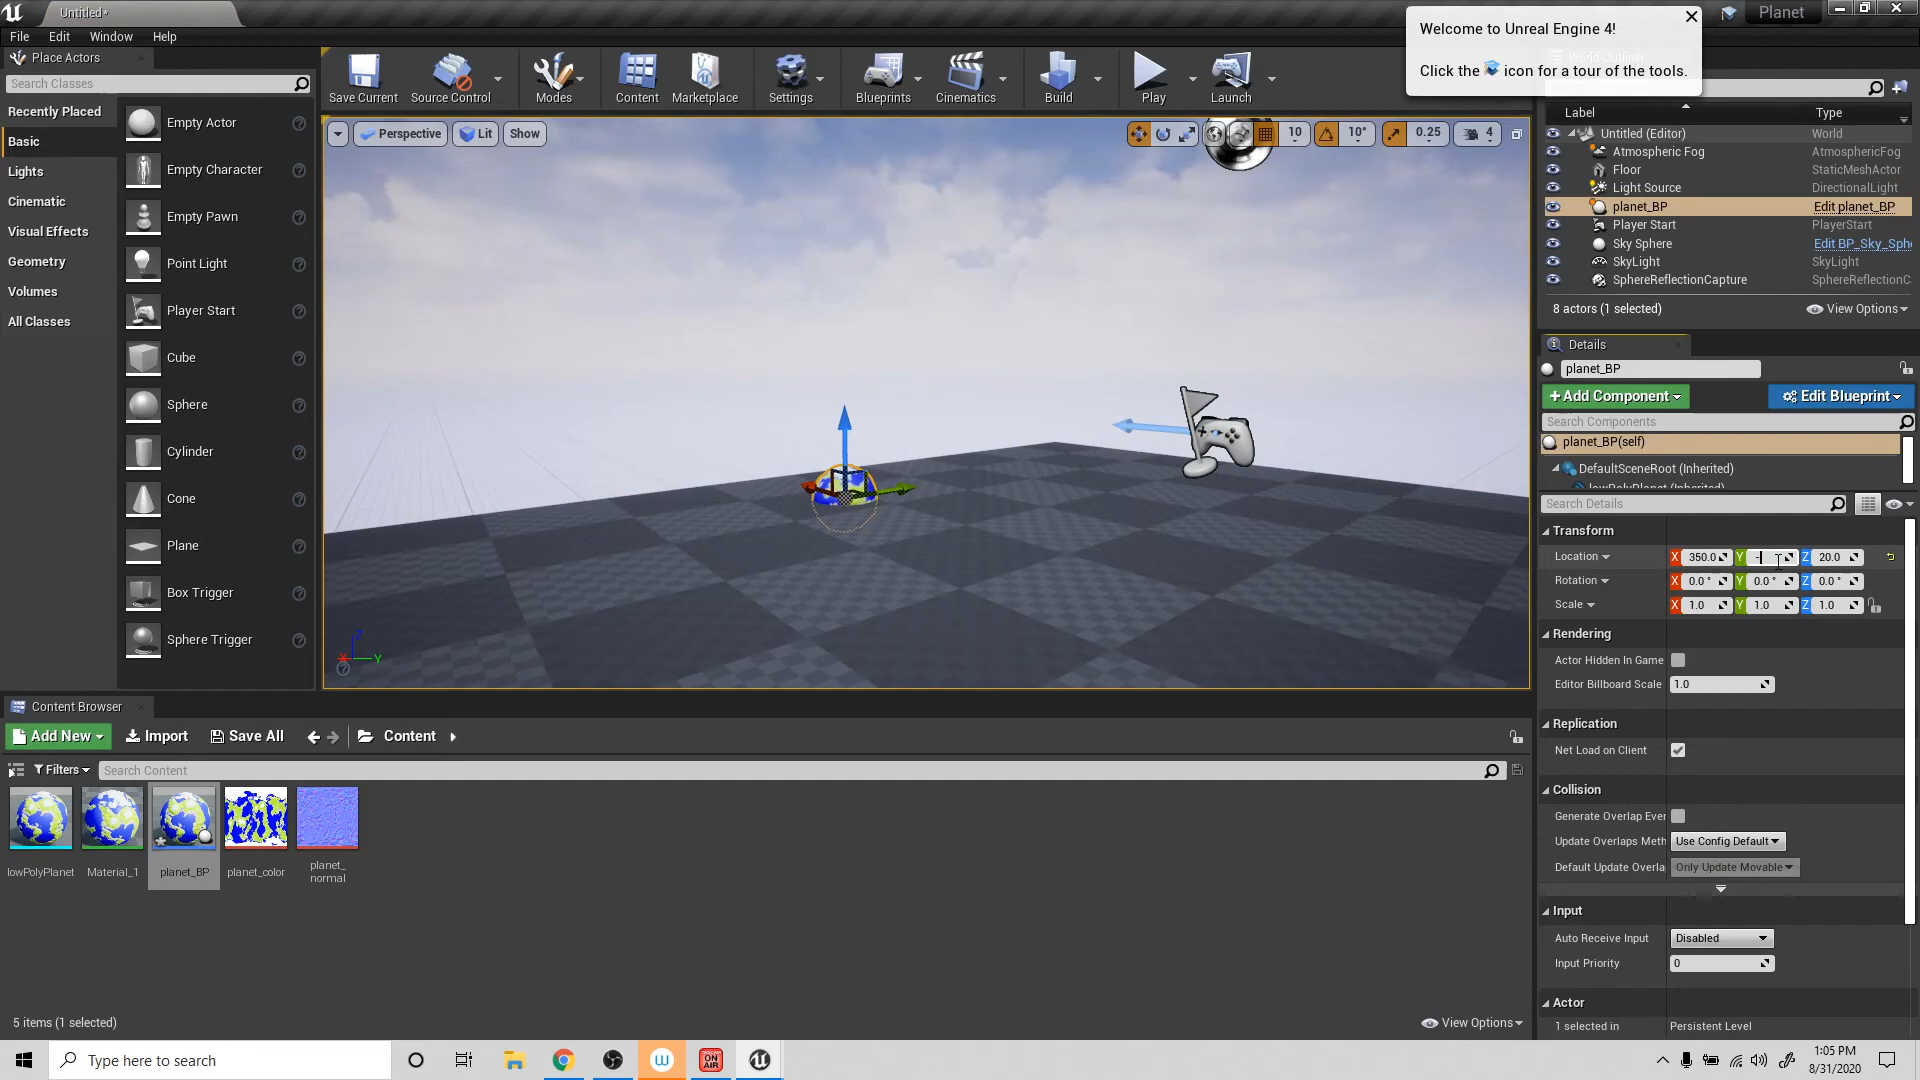 Untitled*
Planet
File Edit Window Help
Welcome to Unreal Engine 4!
Click the icon for a tour of the tools.
Place Actors
Search Classes
Recently Placed
Basic
Lights
Cinematic
Visual Effects
Geometry
Volumes
All Classes
Empty Actor
Empty Character
Empty Pawn
Point Light
Player Start
Cube
Sphere
Cylinder
Cone
Plane
Box Trigger
Sphere Trigger
Save Current Source Control Modes Content Marketplace Settings Blueprints Cinematics Build Play Launch
Perspective Lit Show
10 10° 0.25 4
Z
X Y
Label Type
Untitled (Editor) World
Atmospheric Fog AtmosphericFog
Floor StaticMeshActor
Light Source DirectionalLight
planet_BP Edit planet_BP
Player Start PlayerStart
Sky Sphere Edit BP_Sky_Sph
SkyLight SkyLight
SphereReflectionCapture SphereReflectionC
8 actors (1 selected) View Options
Details
planet_BP
+Add Component Edit Blueprint
Search Components
planet_BP(self)
DefaultSceneRoot (Inherited)
lowPolyPlanet (Inherited)
Search Details
Transform
Location X 350.0 Y - Z 20.0
Rotation X 0.0 ° Y 0.0 ° Z 0.0 °
Scale X 1.0 Y 1.0 Z 1.0
Rendering
Actor Hidden In Game
Editor Billboard Scale 1.0
Replication
Net Load on Client
Collision
Generate Overlap Ever
Update Overlaps Meth Use Config Default
Default Update Overla Only Update Movable
Input
Auto Receive Input Disabled
Input Priority 0
Actor
1 selected in Persistent Level
Content Browser
Add New Import Save All Content
Filters Search Content
lowPolyPlanet Material_1 planet_BP planet_color planet_
normal
5 items (1 selected) View Options
Type here to search
W
ON
AIR
1:05 PM
8/31/2020